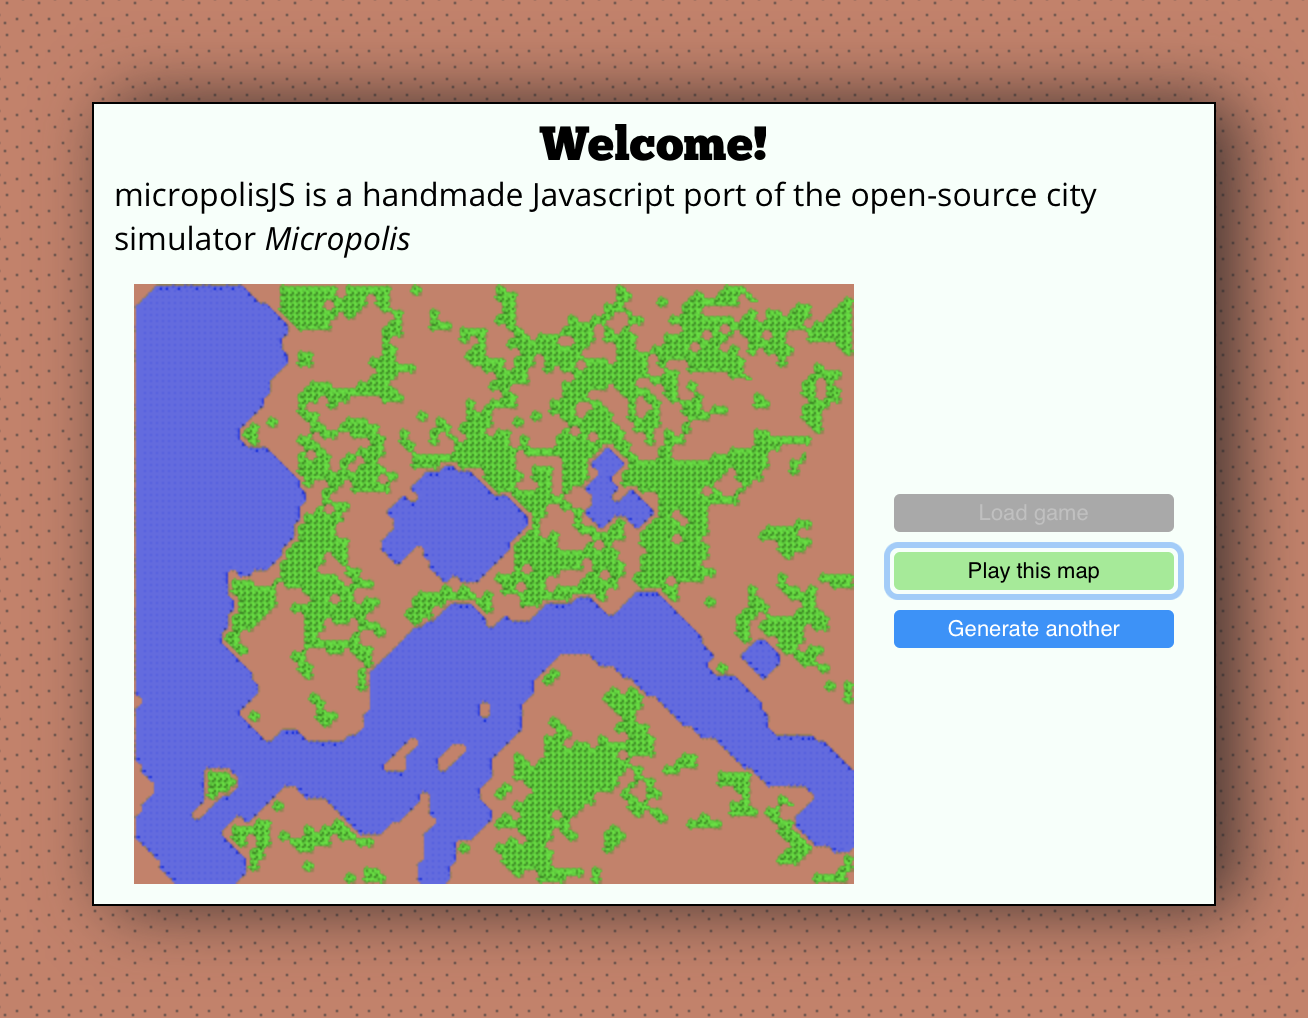 Welcome!
micropolisJS is a handmade Javascript port of the open-source city
simulator Micropolis
Load game
Play this map
Generate another